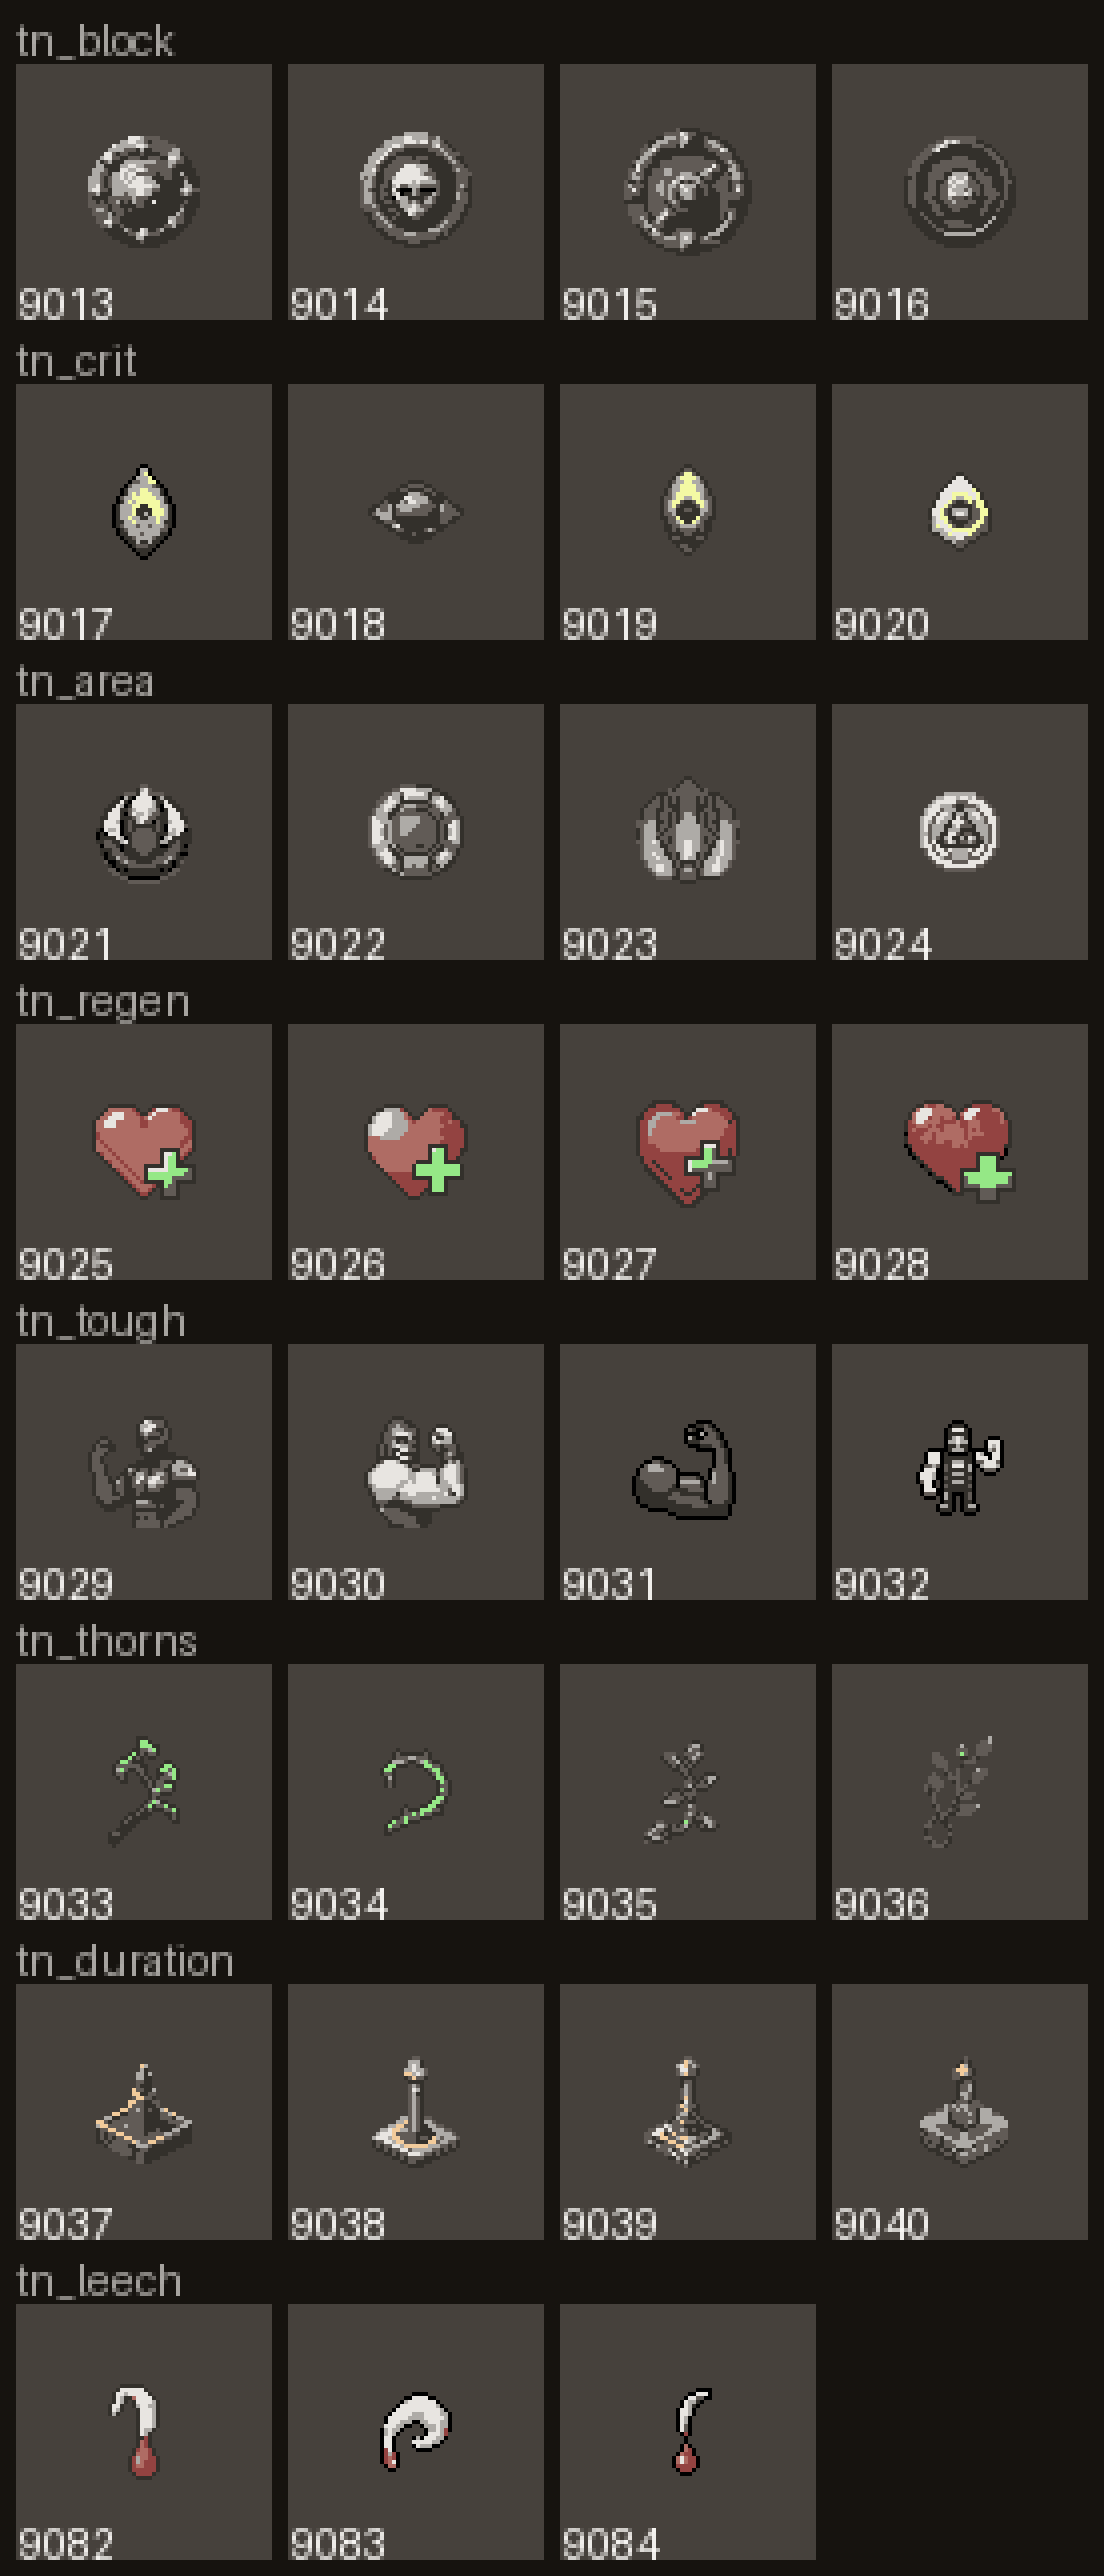 tn_block
9013 9014 9015 9016
tn_crit
9017 9018 9019 9020
tn_area
9021 9022 9023 9024
tn_regen
9025 9026 9027 9028
tn_tough
9029 9030 9031 9032
tn_thorns
9033 9034 9035 9036
tn_duration
9037 9038 9039 9040
tn_leech
9082 9083 9084